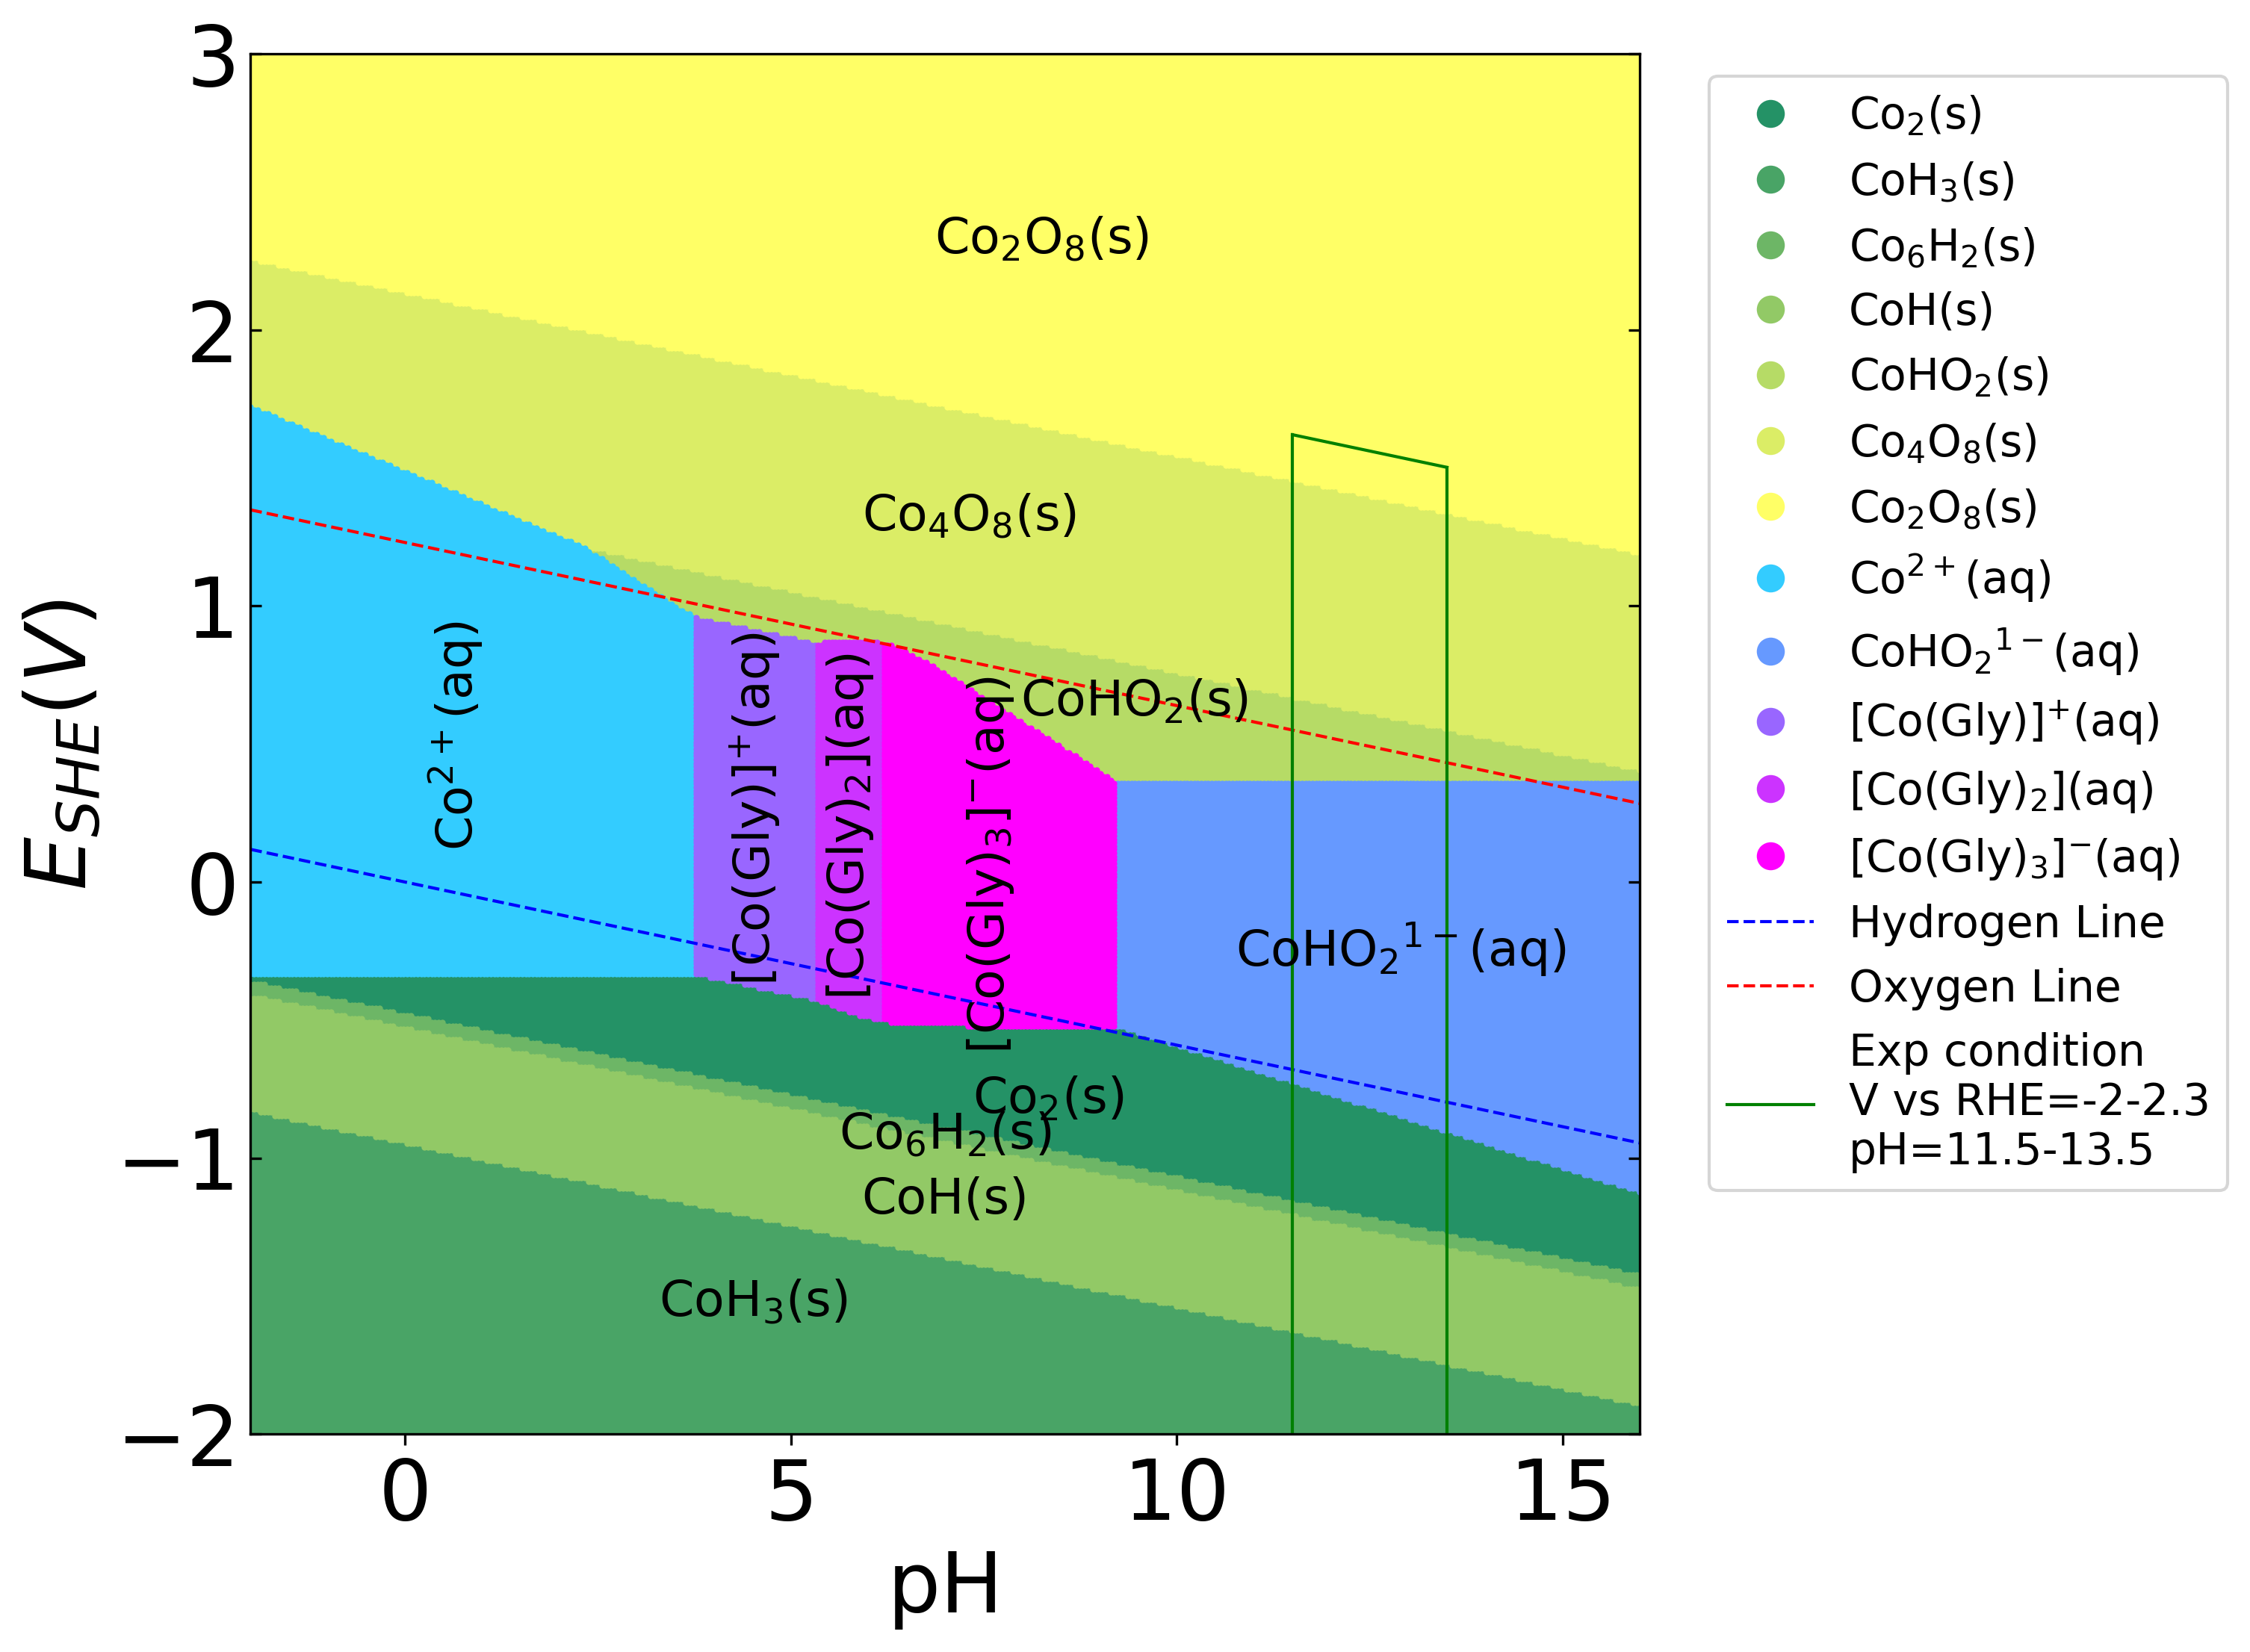 3
2
1
0
−1
−2
0
5
10
15
E_SHE(V)
pH
Co₂O₈(s)
Co₄O₈(s)
CoHO₂(s)
Co²⁺(aq)
[Co(Gly)]⁺(aq)
[Co(Gly)₂](aq)
[Co(Gly)₃]⁻(aq)
CoHO₂¹⁻(aq)
Co₂(s)
Co₆H₂(s)
CoH(s)
CoH₃(s)
Co₂(s)
CoH₃(s)
Co₆H₂(s)
CoH(s)
CoHO₂(s)
Co₄O₈(s)
Co₂O₈(s)
Co²⁺(aq)
CoHO₂¹⁻(aq)
[Co(Gly)]⁺(aq)
[Co(Gly)₂](aq)
[Co(Gly)₃]⁻(aq)
Hydrogen Line
Oxygen Line
Exp condition
V vs RHE=-2-2.3
pH=11.5-13.5